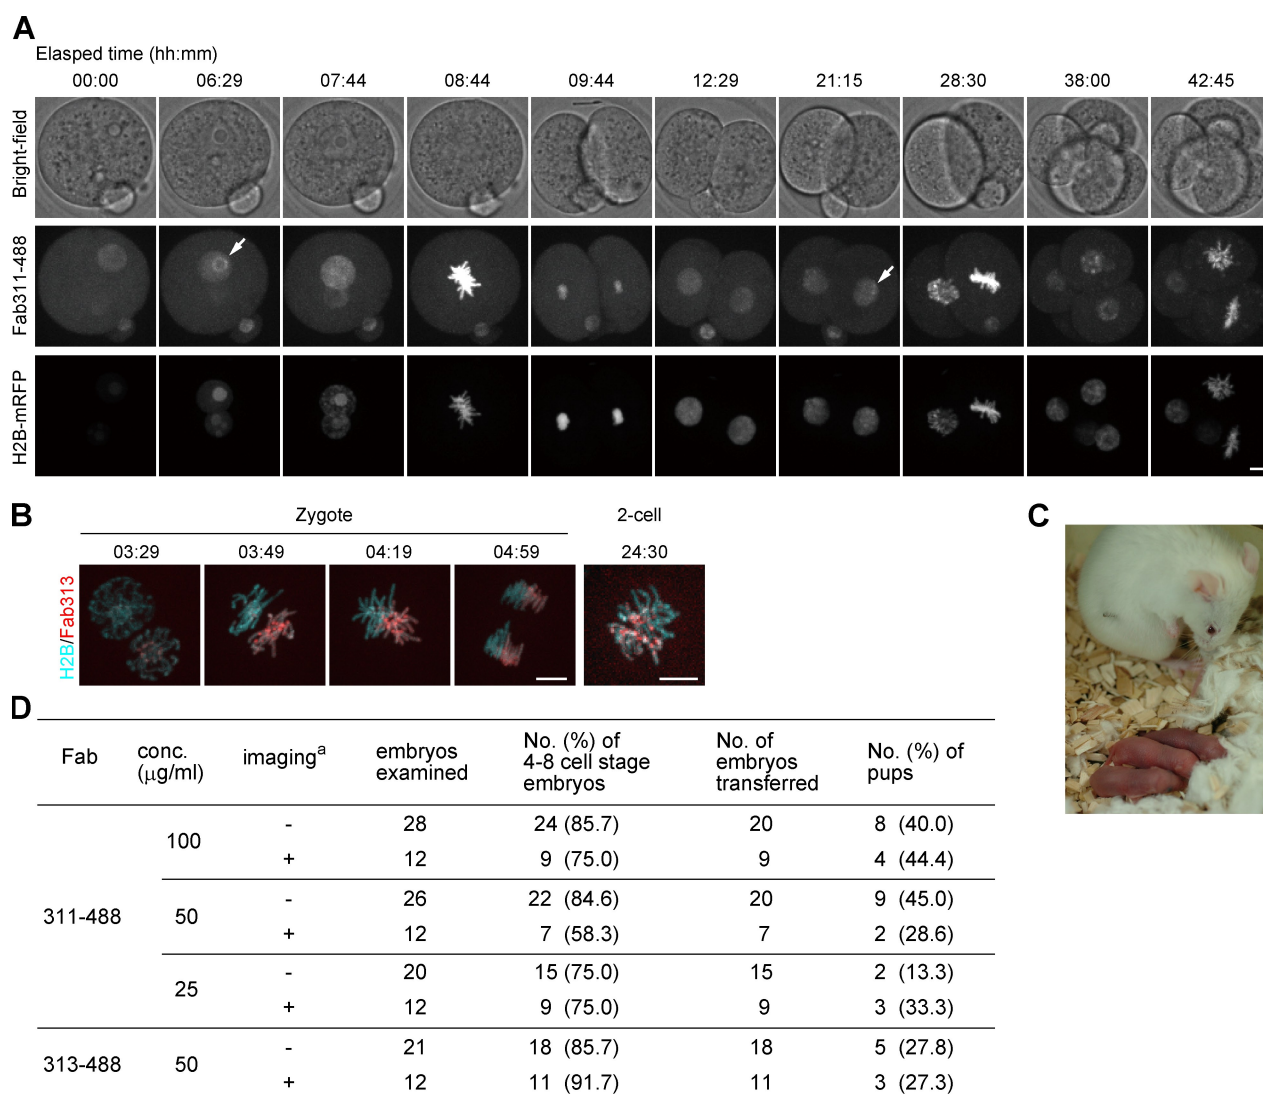 A
Elasped time (hh:mm)
00:00 06:29 07:44 08:44 09:44 12:29 21:15 28:30 38:00 42:45
Bright-field
Fab311-488
H2B-mRFP
B
Zygote 2-cell
03:29 03:49 04:19 04:59 24:30
H2B/Fab313
C
D
Fab conc. (μg/ml) imagingᵃ embryos examined No. (%) of 4-8 cell stage embryos No. of embryos transferred No. (%) of pups
311-488 100 - 28 24 (85.7) 20 8 (40.0)
+ 12 9 (75.0) 9 4 (44.4)
50 - 26 22 (84.6) 20 9 (45.0)
+ 12 7 (58.3) 7 2 (28.6)
25 - 20 15 (75.0) 15 2 (13.3)
+ 12 9 (75.0) 9 3 (33.3)
313-488 50 - 21 18 (85.7) 18 5 (27.8)
+ 12 11 (91.7) 11 3 (27.3)